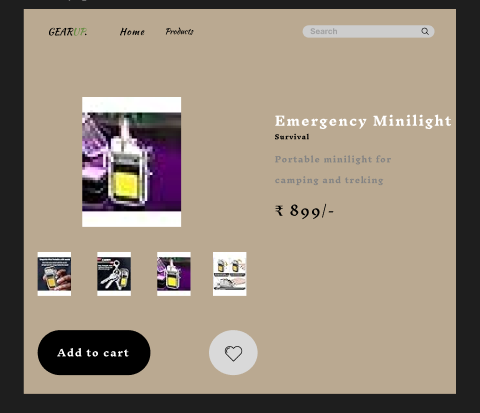 GEARUP.
Home
Products
Search
Emergency Minilight
Survival
Portable minilight for
camping and treking
₹ 899/-
Add to cart